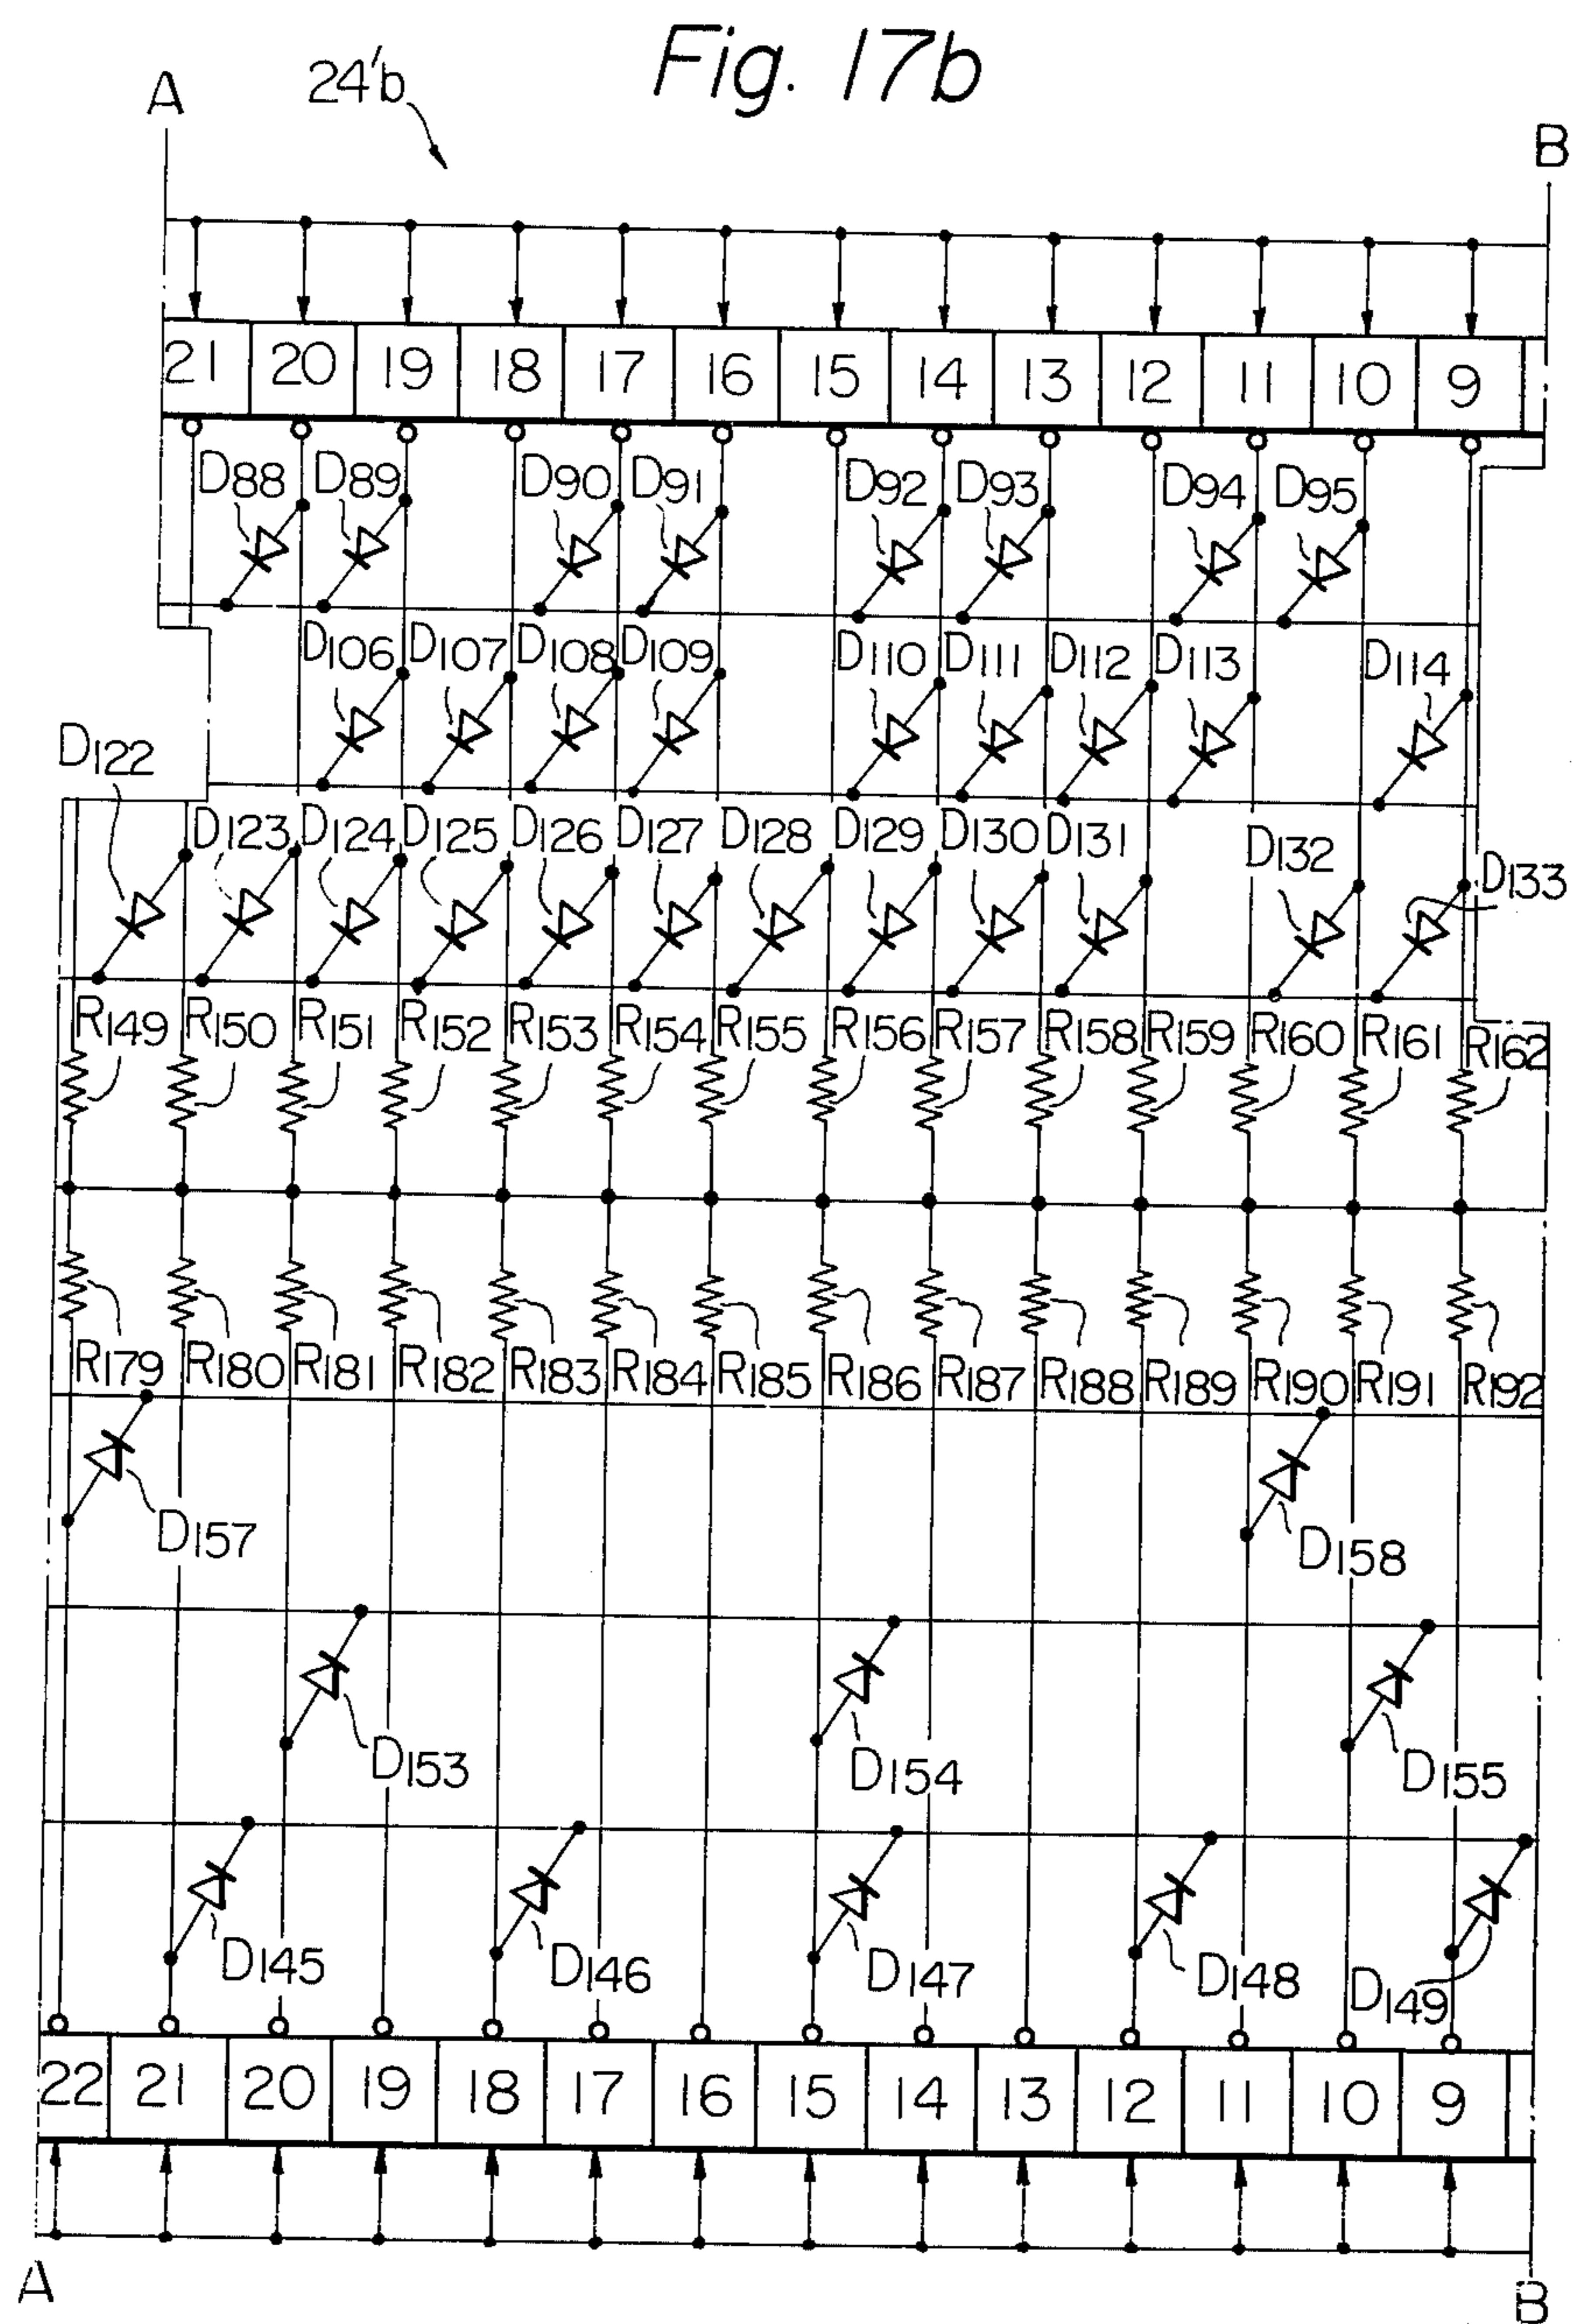 Fig. 17b
24'b
A
B
21 20 19 18 17 16 15 14 13 12 11 10 9
D88 D89 D90 D91 D92 D93 D94 D95
D106 D107 D108 D109 D110 D111 D112 D113 D114
D122 D123 D124 D125 D126 D127 D128 D129 D130 D131 D132 D133
R149 R150 R151 R152 R153 R154 R155 R156 R157 R158 R159 R160 R161 R162
R179 R180 R181 R182 R183 R184 R185 R186 R187 R188 R189 R190 R191 R192
D157 D158
D153 D154 D155
D145 D146 D147 D148 D149
22 21 20 19 18 17 16 15 14 13 12 11 10 9
A B